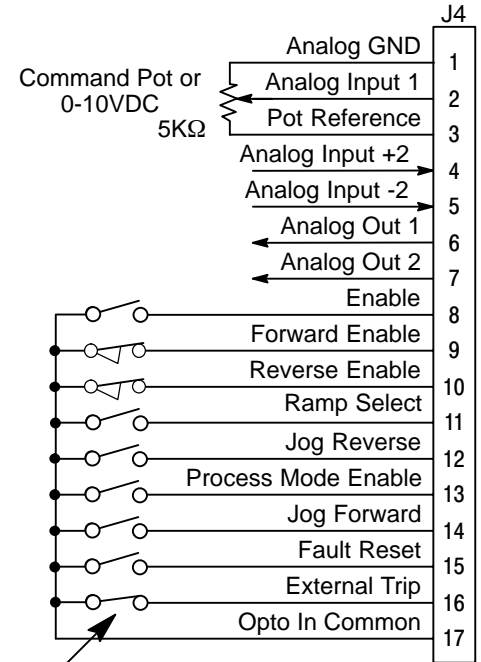 J4
Analog GND 1
Command Pot or
0-10VDC
5KΩ
Analog Input 1 2
Pot Reference 3
Analog Input +2 4
Analog Input -2 5
Analog Out 1 6
Analog Out 2 7
Enable 8
Forward Enable 9
Reverse Enable 10
Ramp Select 11
Jog Reverse 12
Process Mode Enable 13
Jog Forward 14
Fault Reset 15
External Trip 16
Opto In Common 17